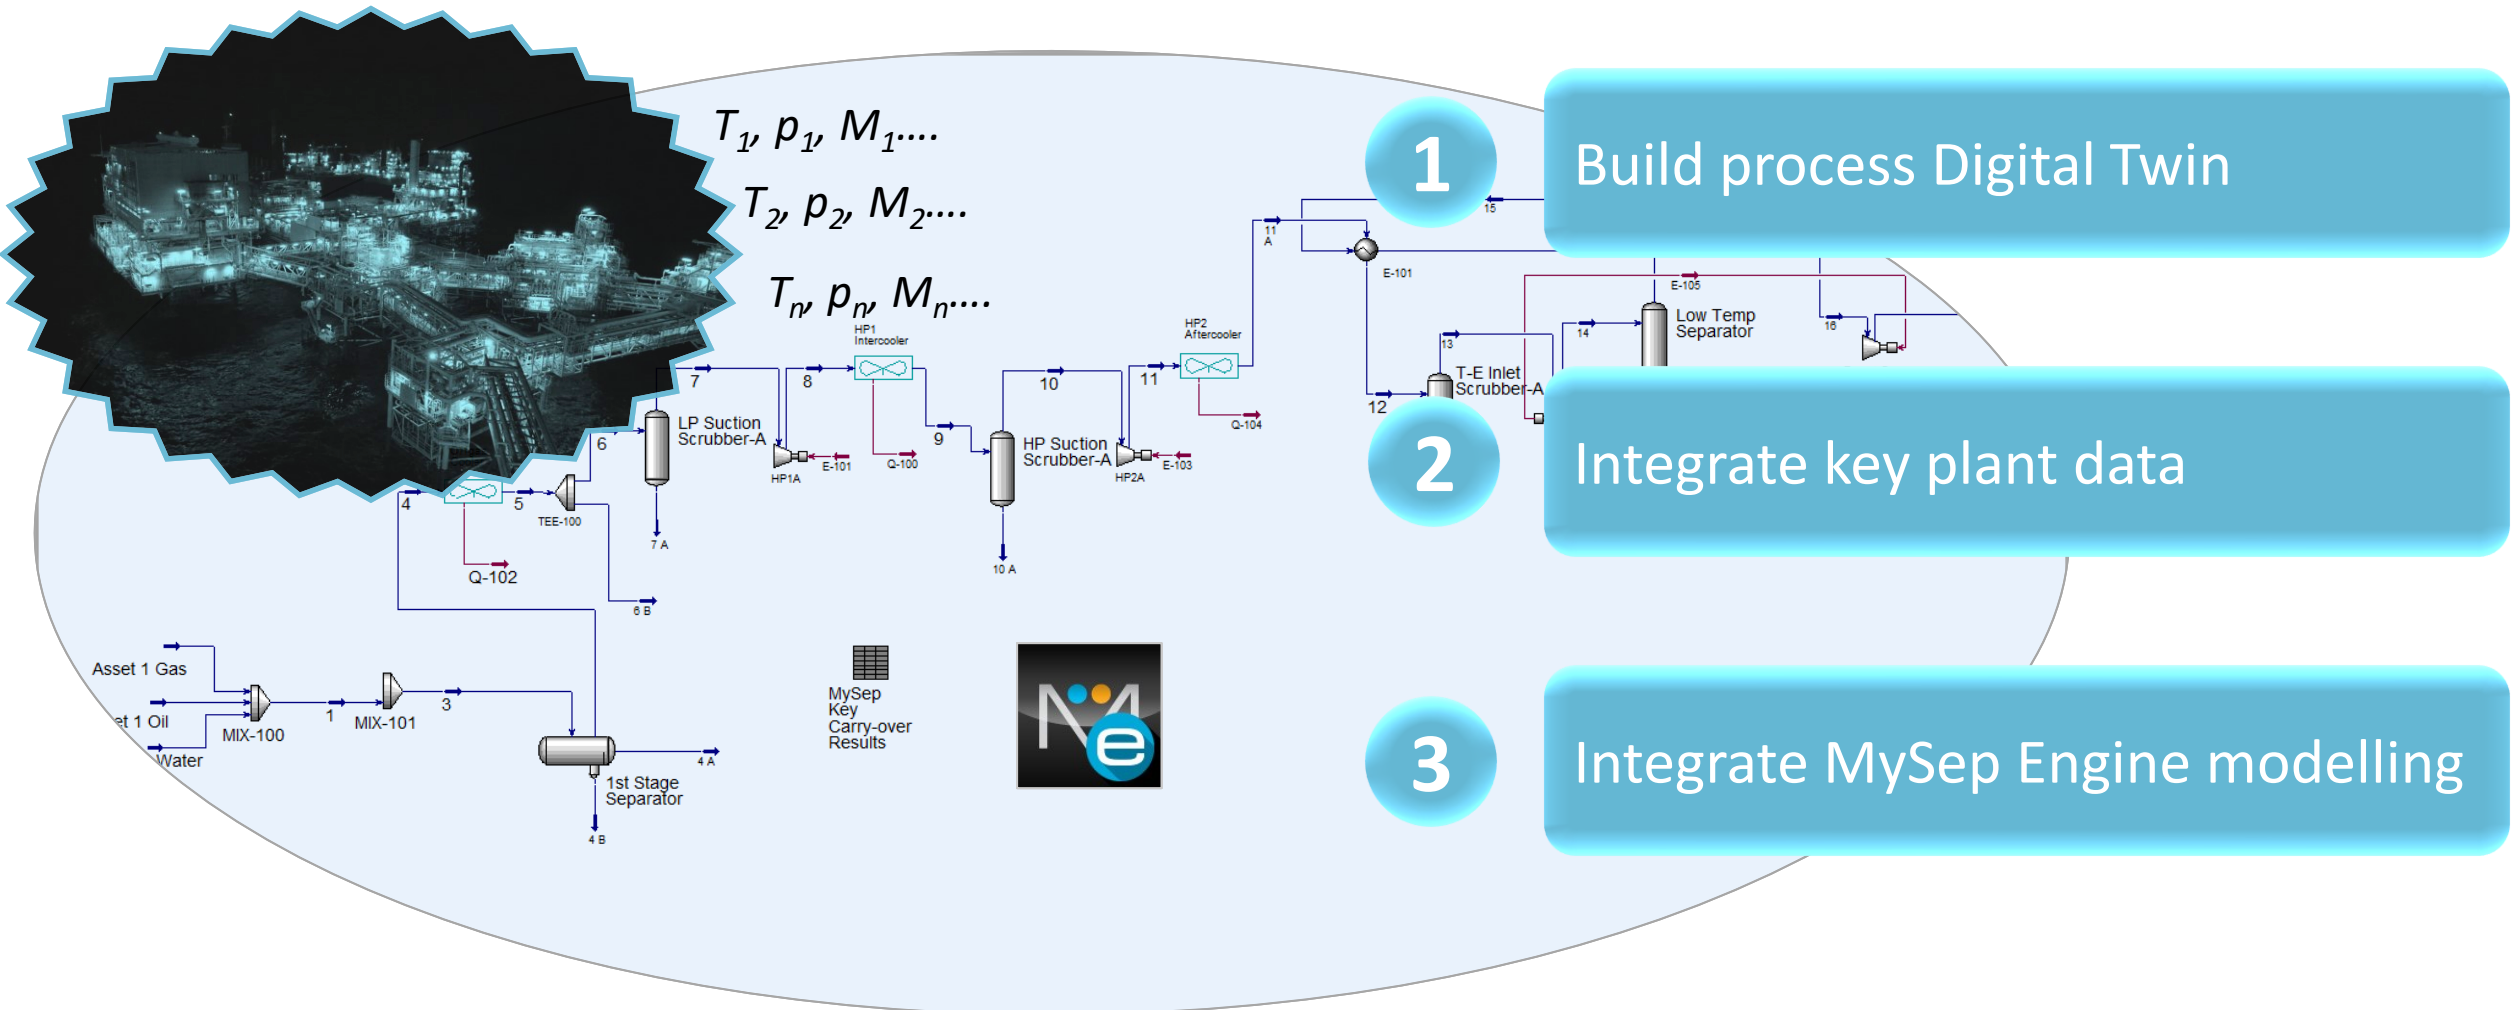 T1, p1, M1....
T2, p2, M2....
Tn, pn, Mn....
1
Build process Digital Twin
2
Integrate key plant data
3
Integrate MySep Engine modelling
15
11
A
E-101
E-105
HP1
Intercooler
HP2
Aftercooler
Low Temp
Separator
16
14
13
7
8
10
11
T-E Inlet
Scrubber-A
12
LP Suction
Scrubber-A
6
9
HP Suction
Scrubber-A
Q-104
E-101
Q-100
E-103
HP1A
HP2A
4
5
TEE-100
7 A
10 A
Q-102
6 B
Asset 1 Gas
et 1 Oil
Water
MIX-100
1
MIX-101
3
4 A
1st Stage
Separator
4 B
MySep
Key
Carry-over
Results
M
e